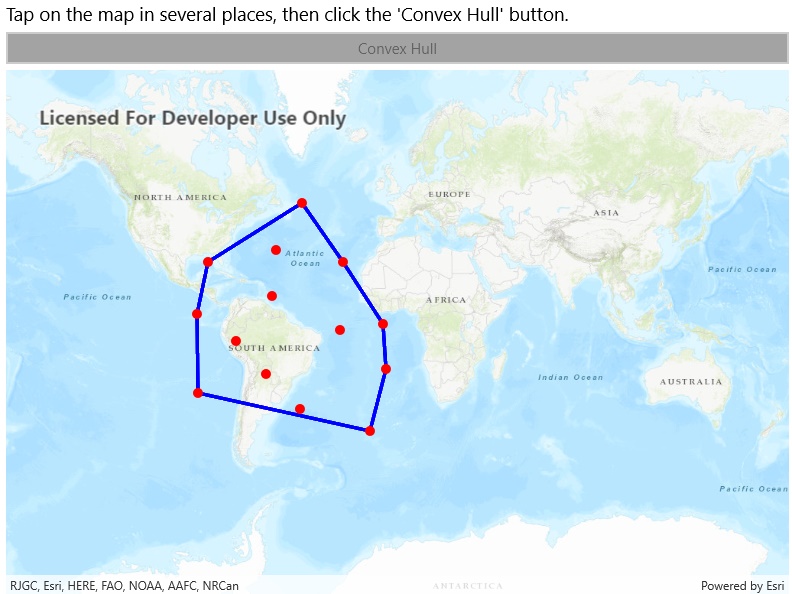 Tap on the map in several places, then click the 'Convex Hull' button.
Convex Hull
Licensed For Developer Use Only
NORTH AMERICA
EUROPE
ASIA
Atlantic
Ocean
Pacific Ocean
Pacific Ocean
AFRICA
SOUTH AMERICA
Indian Ocean
AUSTRALIA
Pacific Ocean
ANTARCTICA
RJGC, Esri, HERE, FAO, NOAA, AAFC, NRCan
Powered by Esri